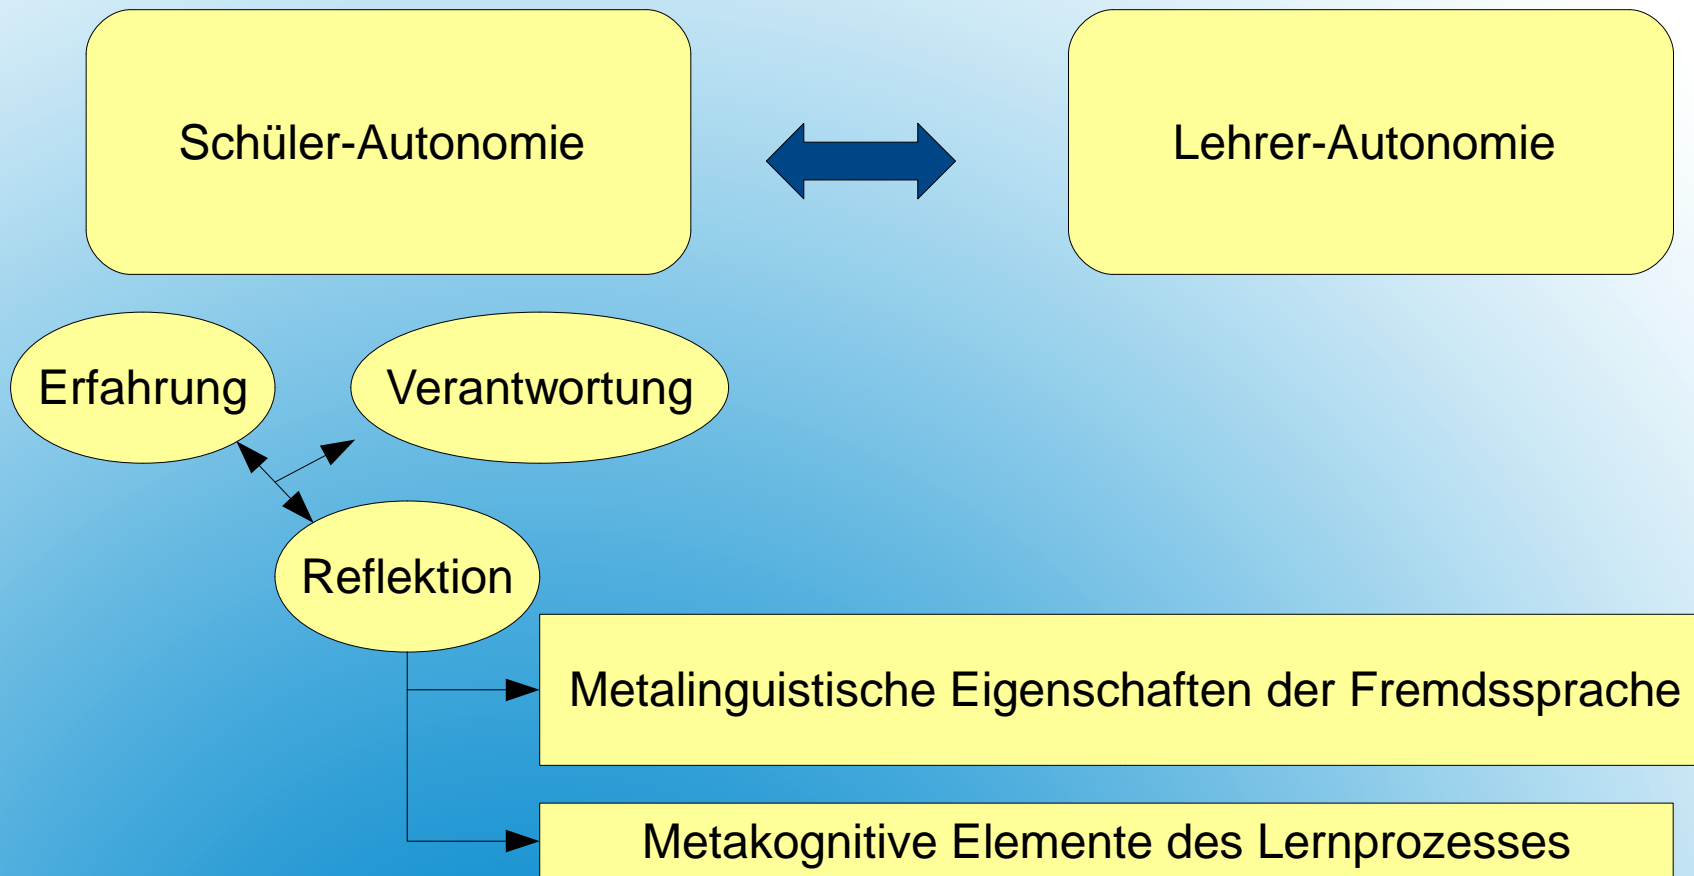 Schüler-Autonomie
Lehrer-Autonomie
Erfahrung
Verantwortung
Reflektion
Metalinguistische Eigenschaften der Fremdssprache
Metakognitive Elemente des Lernprozesses